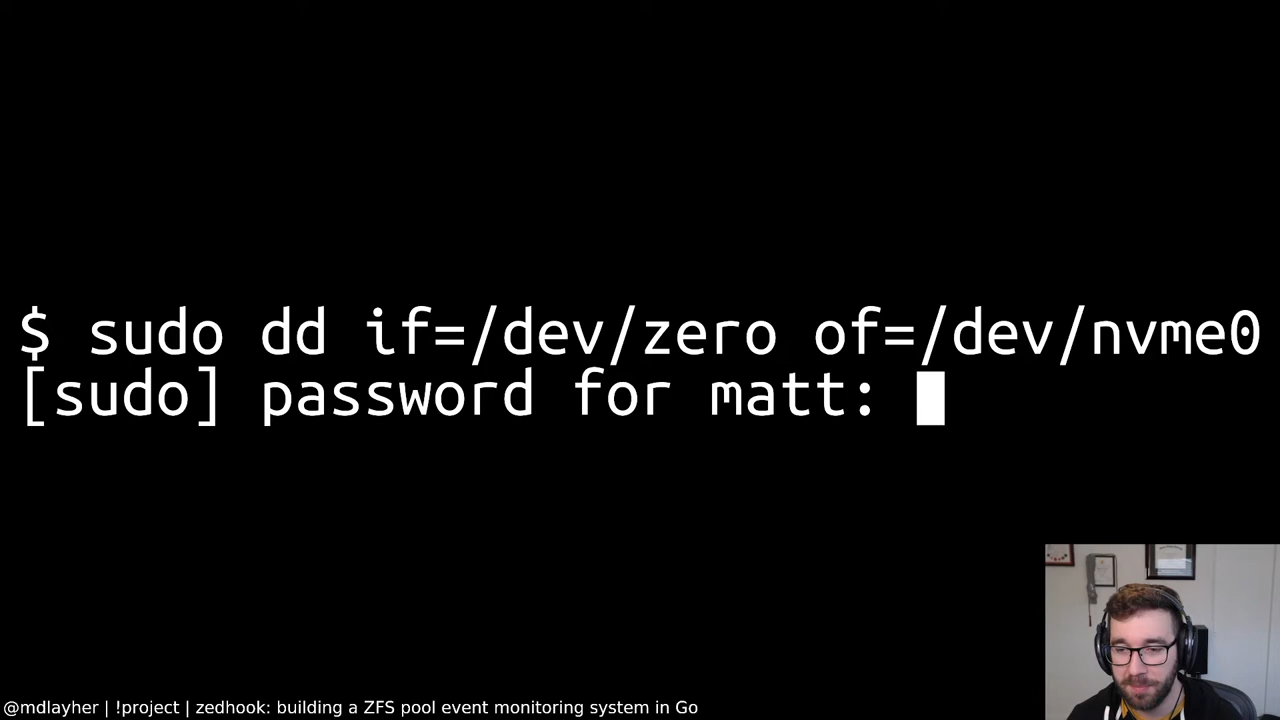 $ sudo dd if=/dev/zero of=/dev/nvme0
[sudo] password for matt:
@mdlayher | !project | zedhook: building a ZFS pool event monitoring system in Go